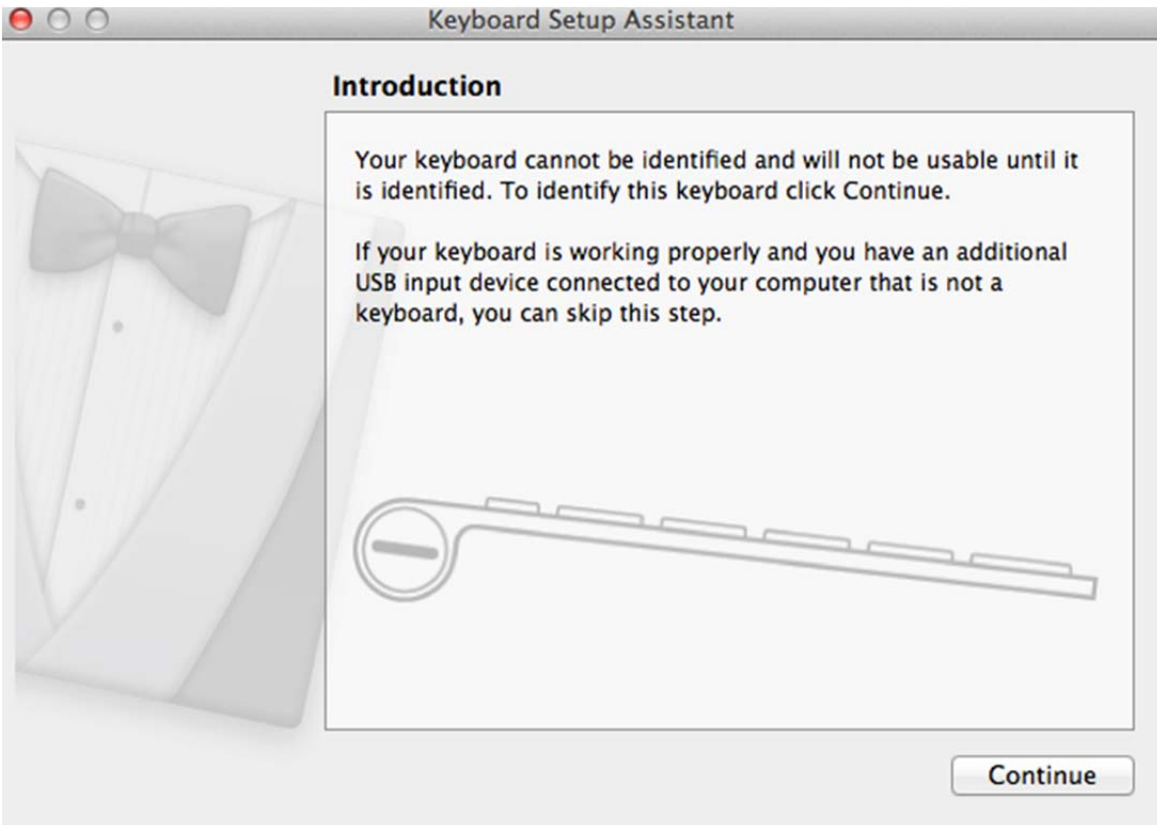 Keyboard Setup Assistant
Introduction
Your keyboard cannot be identified and will not be usable until it
is identified. To identify this keyboard click Continue.
If your keyboard is working properly and you have an additional
USB input device connected to your computer that is not a
keyboard, you can skip this step.
Continue